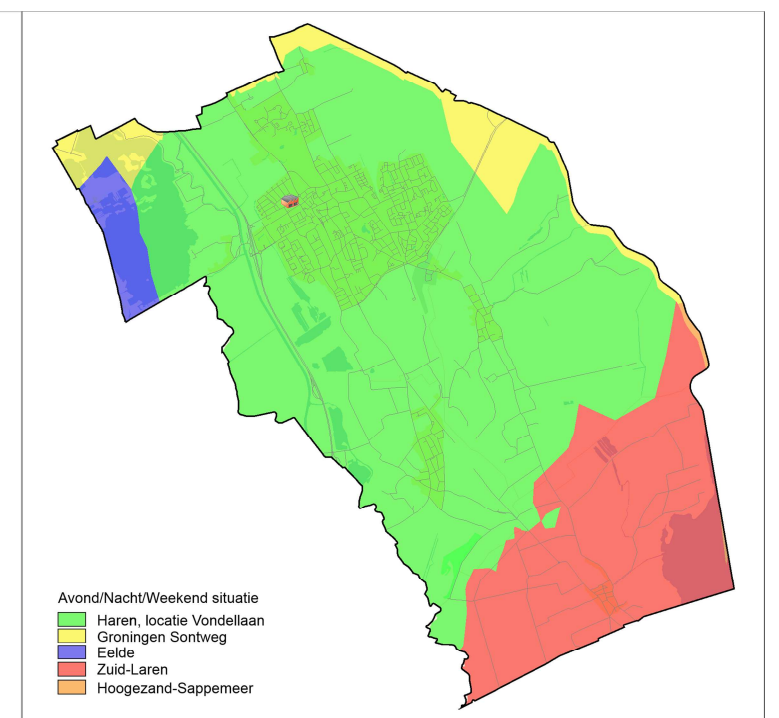 Avond/Nacht/Weekend situatie
Haren, locatie Vondellaan
Groningen Sontweg
Eelde
Zuid-Laren
Hoogezand-Sappemeer